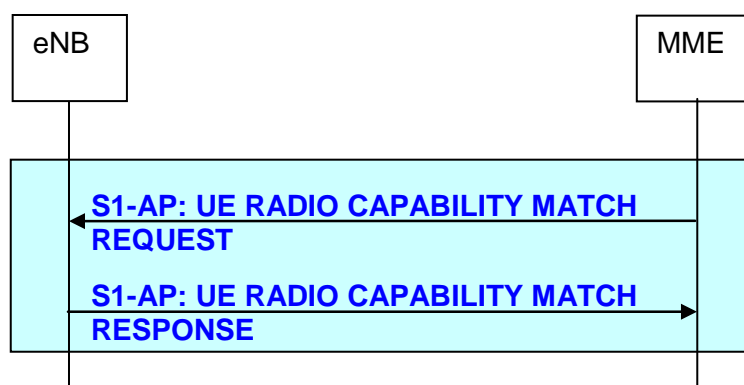 eNB
MME
S1-AP: UE RADIO CAPABILITY MATCH
REQUEST
S1-AP: UE RADIO CAPABILITY MATCH
RESPONSE